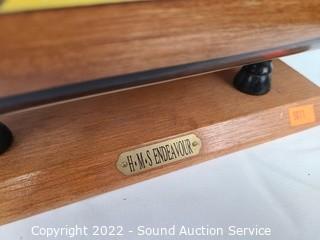 H•M•S ENDEAVOUR
Copyright 2022 - Sound Auction Service